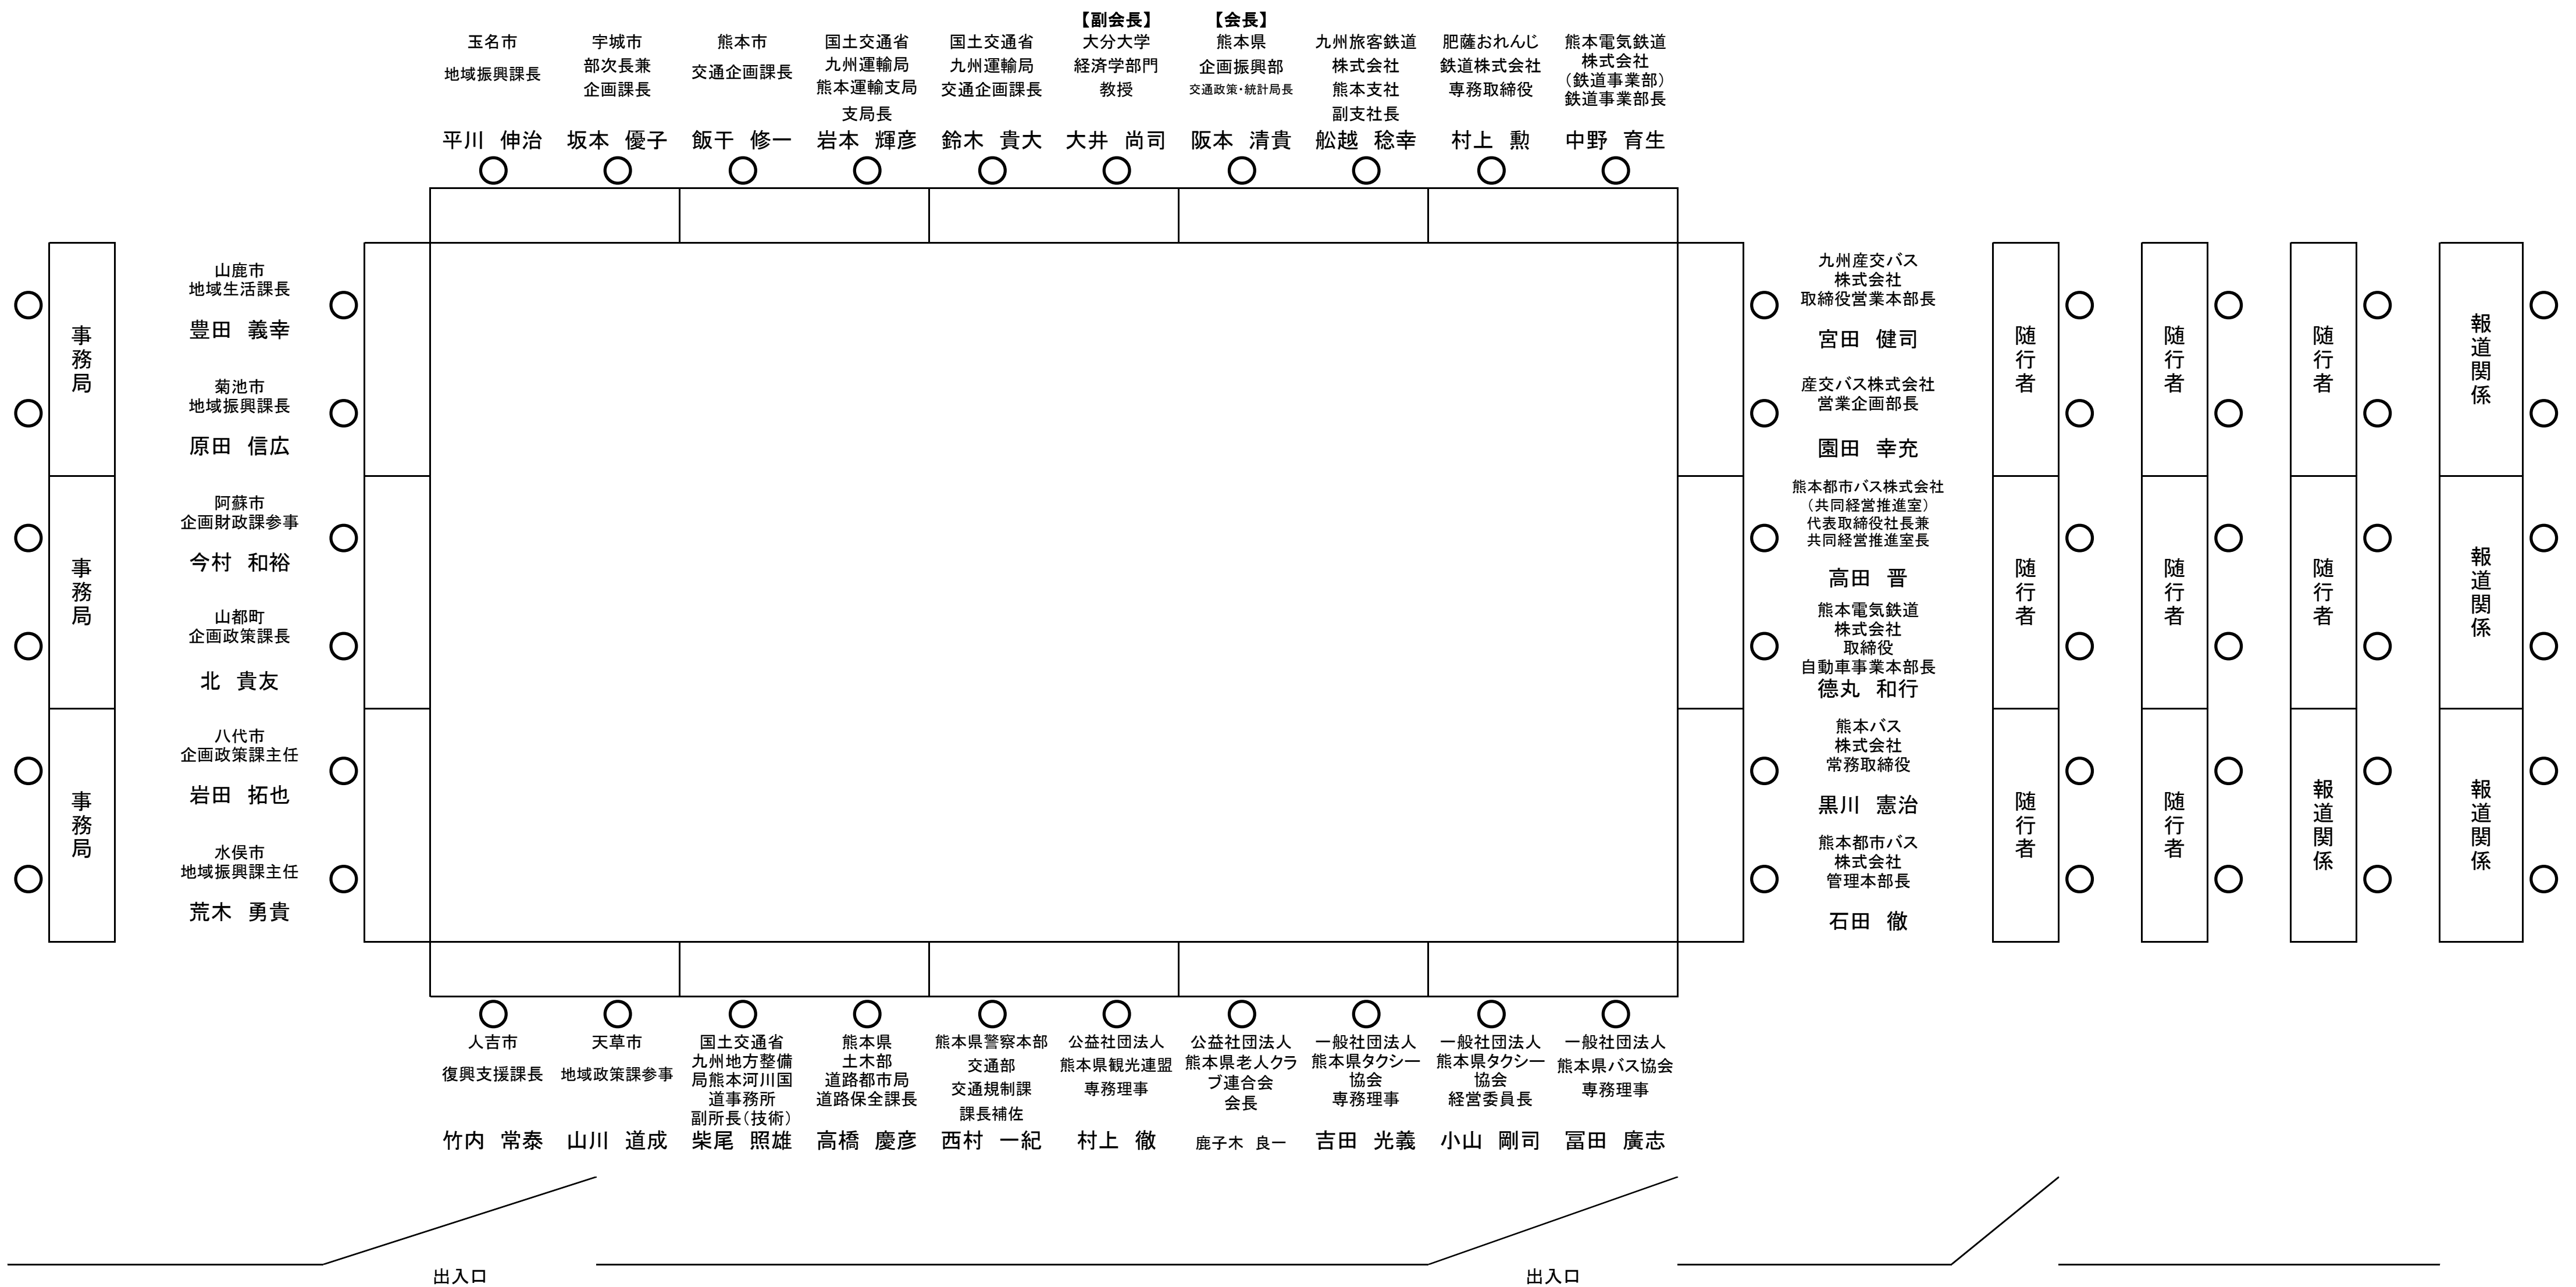 【副会長】
【会長】
玉名市
地域振興課長
平川　伸治
宇城市
部次長兼
企画課長
坂本　優子
熊本市
交通企画課長
飯干　修一
国土交通省
九州運輸局
熊本運輸支局
支局長
岩本　輝彦
国土交通省
九州運輸局
交通企画課長
鈴木　貴大
大分大学
経済学部門
教授
大井　尚司
熊本県
企画振興部
交通政策・統計局長
阪本　清貴
九州旅客鉄道
株式会社
熊本支社
副支社長
舩越　稔幸
肥薩おれんじ
鉄道株式会社
専務取締役
村上　勲
熊本電気鉄道
株式会社
（鉄道事業部）
鉄道事業部長
中野　育生
事務局
事務局
事務局
山鹿市
地域生活課長
豊田　義幸
菊池市
地域振興課長
原田　信広
阿蘇市
企画財政課参事
今村　和裕
山都町
企画政策課長
北　貴友
八代市
企画政策課主任
岩田　拓也
水俣市
地域振興課主任
荒木　勇貴
九州産交バス
株式会社
取締役営業本部長
宮田　健司
産交バス株式会社
営業企画部長
園田　幸充
熊本都市バス株式会社
（共同経営推進室）
代表取締役社長兼
共同経営推進室長
高田　晋
熊本電気鉄道
株式会社
取締役
自動車事業本部長
德丸　和行
熊本バス
株式会社
常務取締役
黒川　憲治
熊本都市バス
株式会社
管理本部長
石田　徹
随行者
随行者
随行者
随行者
随行者
随行者
随行者
随行者
報道関係
報道関係
報道関係
報道関係
人吉市
復興支援課長
竹内　常泰
天草市
地域政策課参事
山川　道成
国土交通省
九州地方整備
局熊本河川国
道事務所
副所長（技術）
柴尾　照雄
熊本県
土木部
道路都市局
道路保全課長
高橋　慶彦
熊本県警察本部
交通部
交通規制課
課長補佐
西村　一紀
公益社団法人
熊本県観光連盟
専務理事
村上　徹
公益社団法人
熊本県老人クラ
ブ連合会
会長
鹿子木　良一
一般社団法人
熊本県タクシー
協会
専務理事
吉田　光義
一般社団法人
熊本県タクシー
協会
経営委員長
小山　剛司
一般社団法人
熊本県バス協会
専務理事
冨田　廣志
出入口
出入口